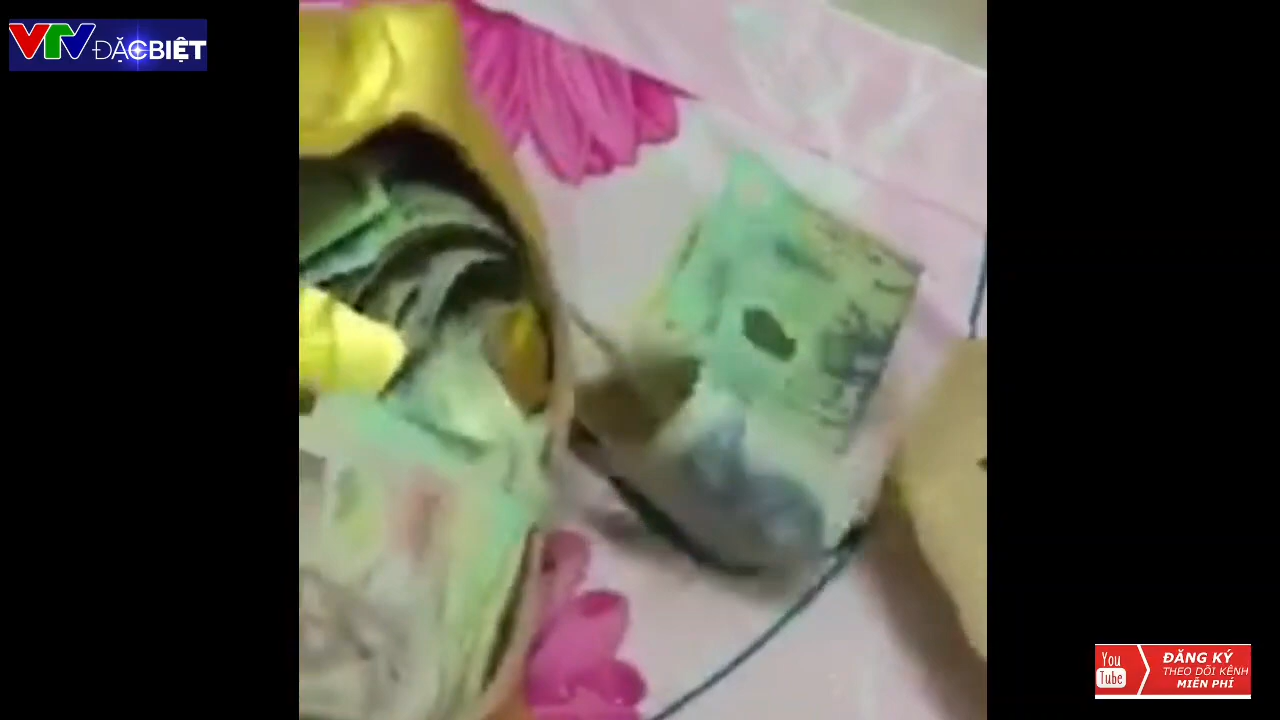 VTV ĐẶC BIỆT
You
Tube
ĐĂNG KÝ
THEO DÕI KÊNH
MIỄN PHÍ